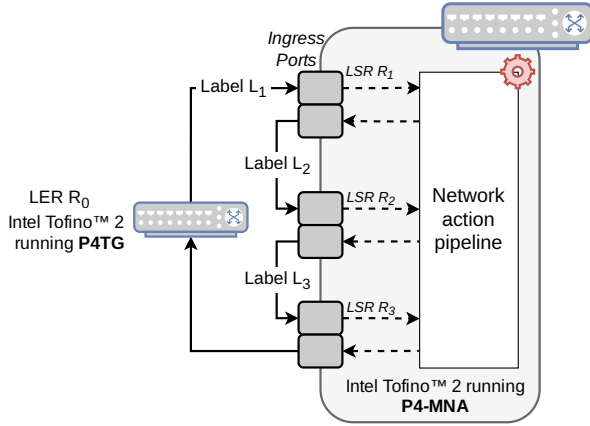 Ingress
Ports
LSR R1
Label L1
Label L2
LER R0
Intel Tofino™ 2
running P4TG
LSR R2
Network
action
pipeline
Label L3
LSR R3
Intel Tofino™ 2 running
P4-MNA